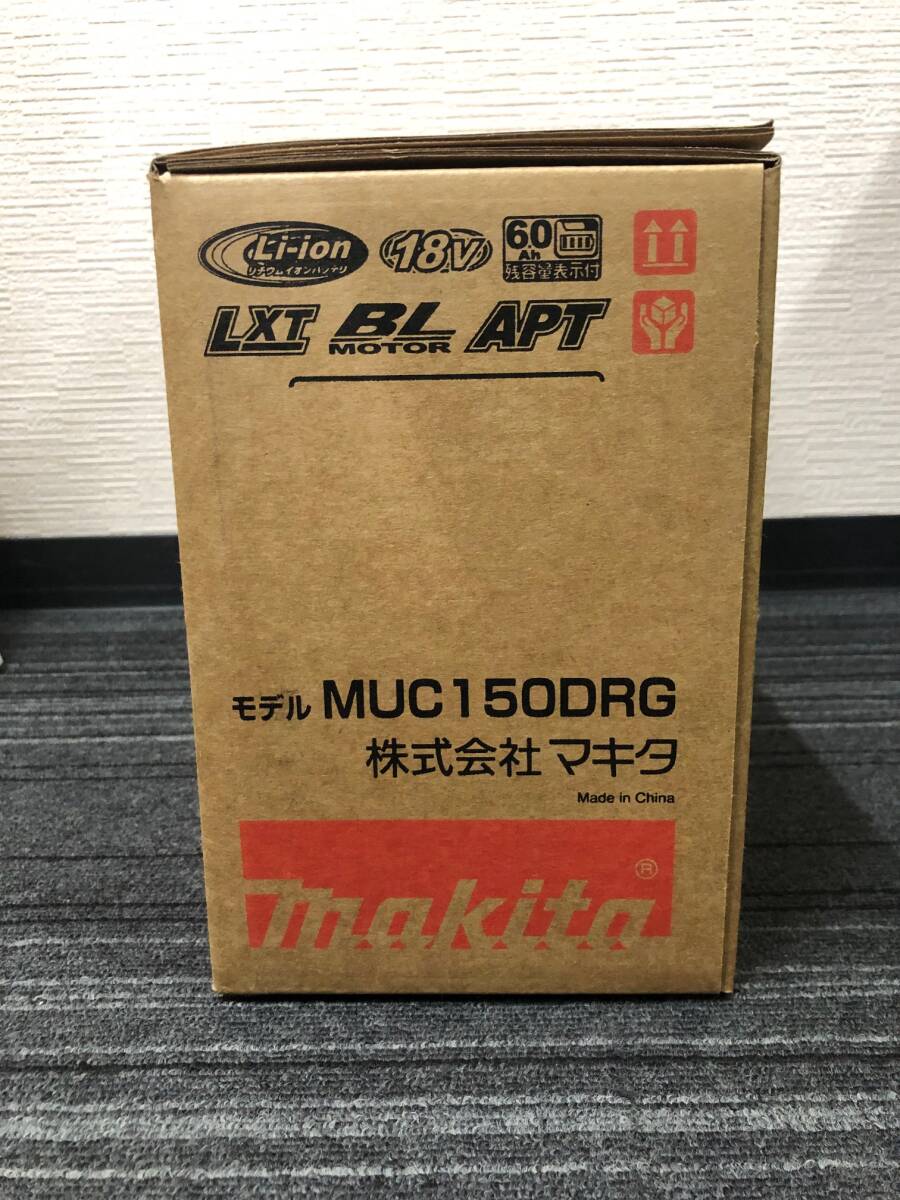 Li-ion
リチウムイオンバッテリ
18V
6.0
Ah
残容量表示付
LXT
BL
MOTOR
APT
モデル MUC150DRG
株式会社 マキタ
Made in China
makita®